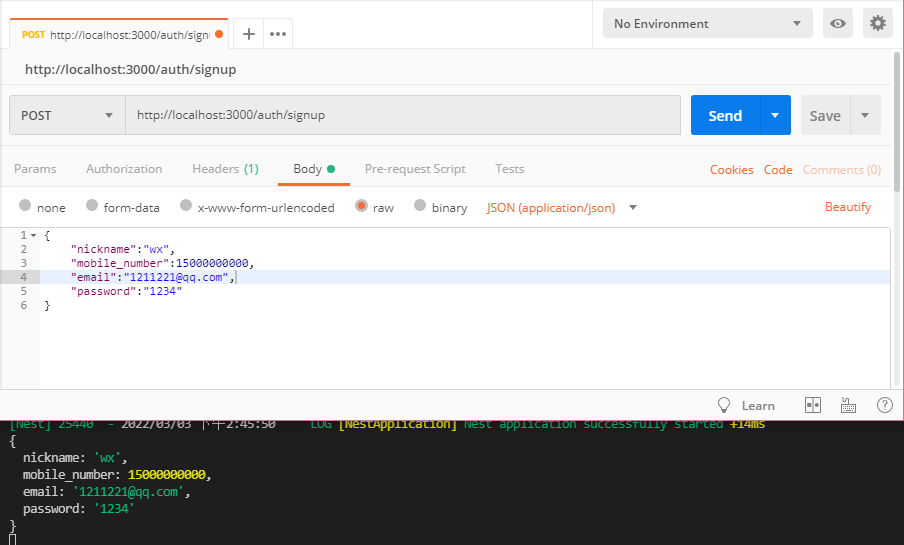 POST http://localhost:3000/auth/sign
No Environment
http://localhost:3000/auth/signup
POST http://localhost:3000/auth/signup Send Save
Params Authorization Headers (1) Body Pre-request Script Tests Cookies Code Comments (0)
none form-data x-www-form-urlencoded raw binary JSON (application/json) Beautify
1 {
2 "nickname":"wx",
3 "mobile_number":15000000000,
4 "email":"1211221@qq.com",
5 "password":"1234"
6 }
Learn
[Nest] 25440 - 2022/03/03 下午2:45:50 LOG [NestApplication] Nest application successfully started +14ms
{
nickname: 'wx',
mobile_number: 15000000000,
email: '1211221@qq.com',
password: '1234'
}